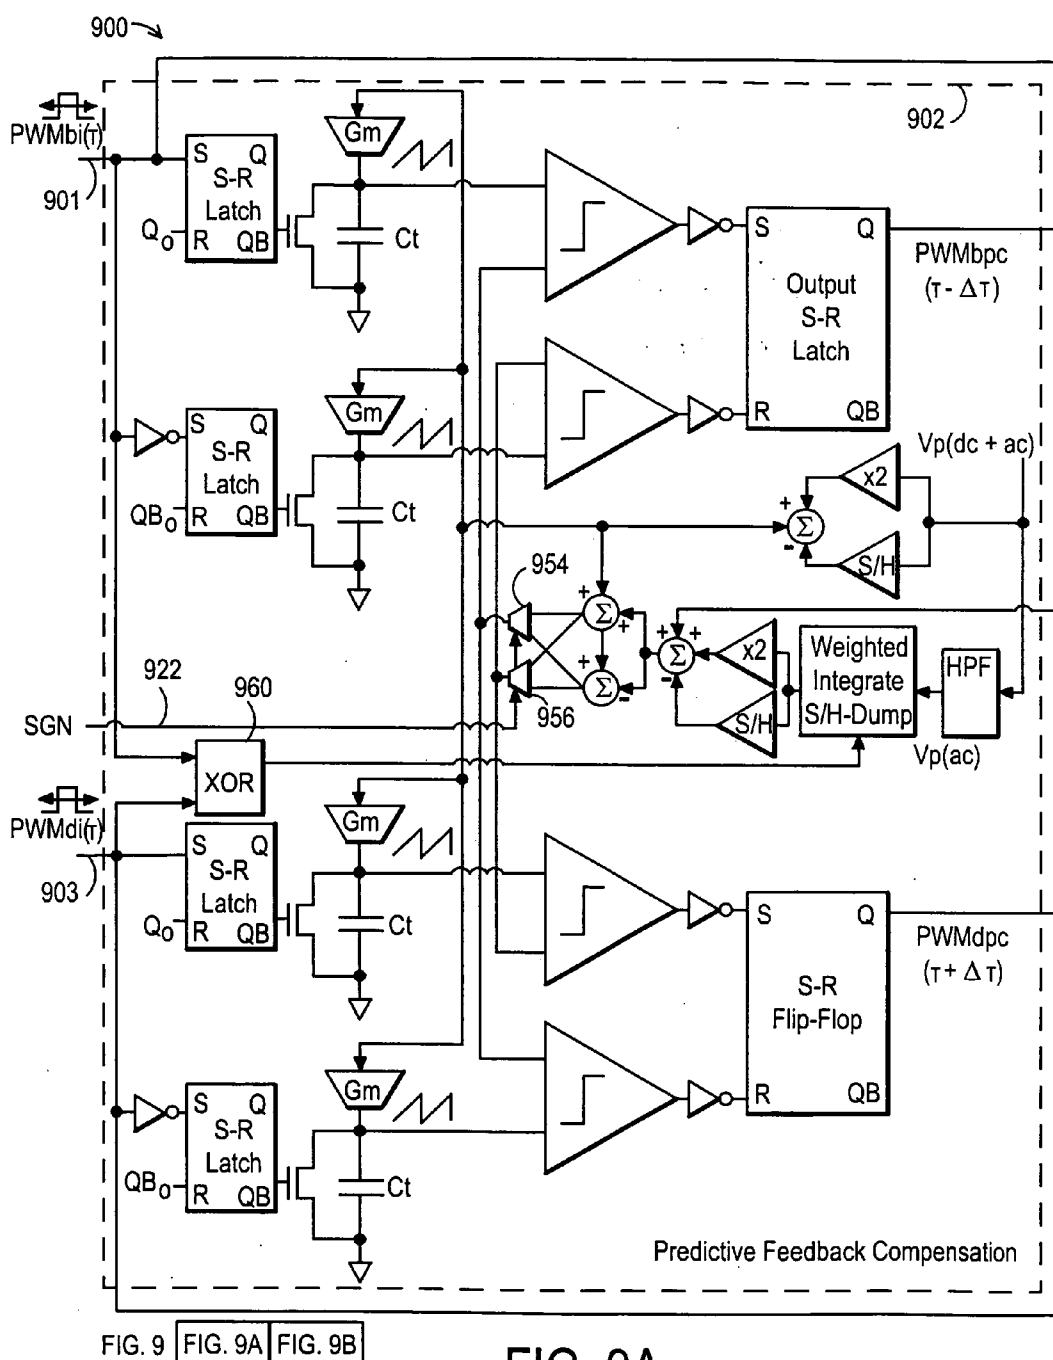 900
902
PWMbi(τ)
901
S Q
S-R
Latch
R QB
Q0
Gm
Ct
S Q
Output
S-R
Latch
R QB
PWMbpc
(τ - Δτ)
S Q
S-R
Latch
R QB
QB0
Gm
Ct
Vp(dc + ac)
x2
S/H
+
-
Σ
954
956
+
Σ
+
+
Σ
-
+
+
-
Σ
x2
S/H
Weighted
Integrate
S/H-Dump
HPF
Vp(ac)
922
960
SGN
XOR
PWMdi(τ)
903
S Q
S-R
Latch
R QB
Q0
Gm
Ct
S Q
S-R
Flip-Flop
R QB
PWMdpc
(τ + Δτ)
S Q
S-R
Latch
R QB
QB0
Gm
Ct
Predictive Feedback Compensation
FIG. 9 FIG. 9A FIG. 9B
FIG. 9A